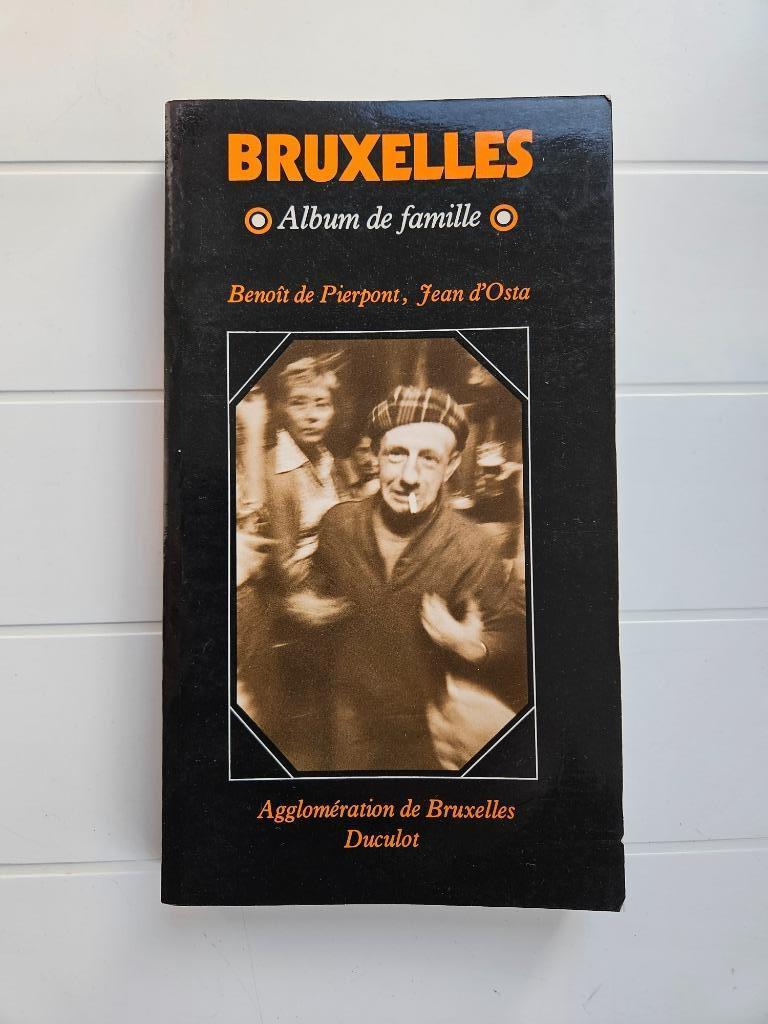 BRUXELLES
Album de famille
Benoît de Pierpont, Jean d'Osta
Agglomération de Bruxelles
Duculot